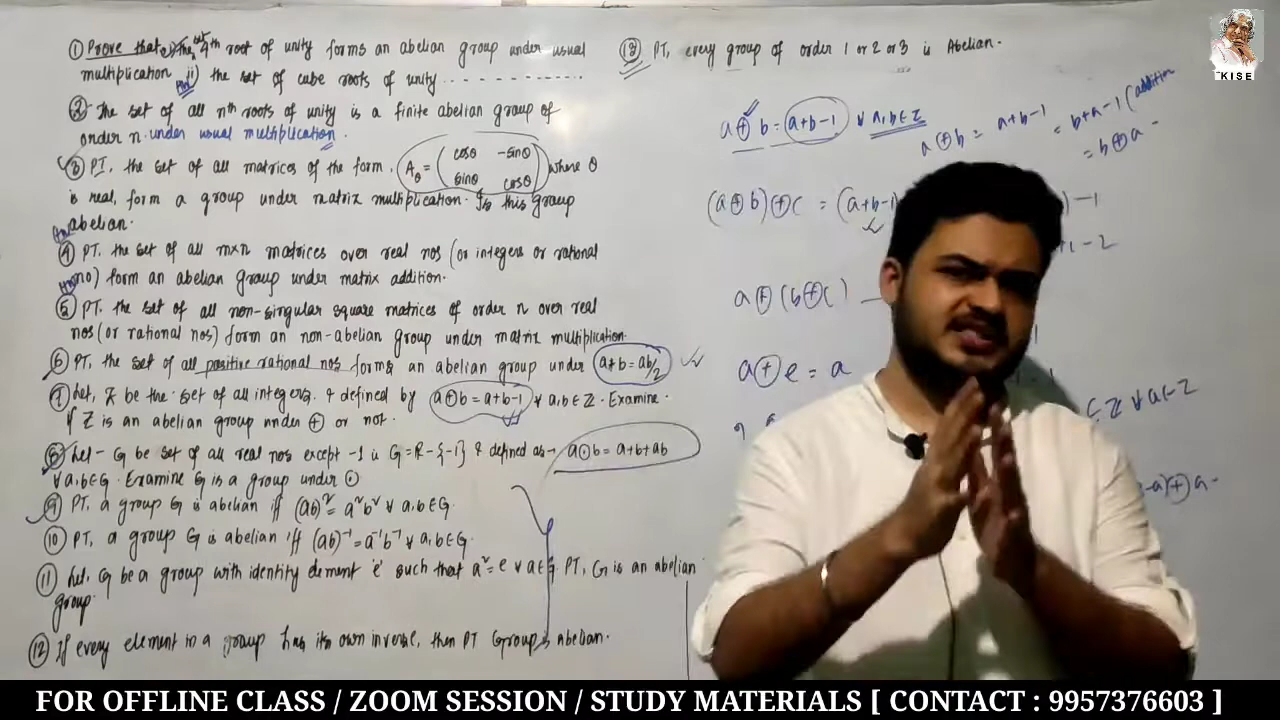 ① Prove that i) the set 4th root of unity forms an abelian group under usual
multiplication ii) the set of cube roots of unity - - - - - - - - - - - -
② The set of all nth roots of unity is a finite abelian group of
order n under usual multiplication.
③ PT, the set of all matrices of the form, Aθ = (cosθ -sinθ sinθ cosθ) where θ
is real, form a group under matrix multiplication. Is this group
abelian.
④ PT. the set of all m×n matrices over real nos (or integers or rational
no) form an abelian group under matrix addition.
⑤ PT. the set of all non-singular square matrices of order n over real
nos (or rational nos) form an non-abelian group under matrix multiplication.
⑥ PT, the set of all positive rational nos forms an abelian group under a*b = ab/2
⑦ Let, Z be the set of all integers & defined by a⊕b = a+b-1 ∀ a,b∈Z. Examine
if Z is an abelian group under ⊕ or not.
⑧ Let- G be set of all real nos except -1 is G=R-{-1} & defined as→ a⊙b = a+b+ab
∀a,b∈G. Examine G is a group under ⊙
⑨ PT, a group G is abelian if (ab)² = a²b² ∀ a,b∈G.
⑩ PT, a group G is abelian iff (ab)⁻¹ = a⁻¹b⁻¹ ∀ a,b∈G.
⑪ Let, G be a group with identity element 'e' such that a² = e ∀ a∈G PT, G is an abelian
group.
⑫ If every element in a group has its own inverse, then PT Group is Abelian.
⑬ PT, every group of order 1 or 2 or 3 is Abelian.
a⊕b = a+b-1 ∀ a,b∈Z
a⊕b = a+b-1
= b+a-1 (addition
= b⊕a
(a⊕b)⊕c = (a+b-1) ) -1
-2
a⊕(b⊕c)
a⊕e = a
∈Z ∀ a∈Z
-a)⊕a
KISE
FOR OFFLINE CLASS / ZOOM SESSION / STUDY MATERIALS [ CONTACT : 9957376603 ]